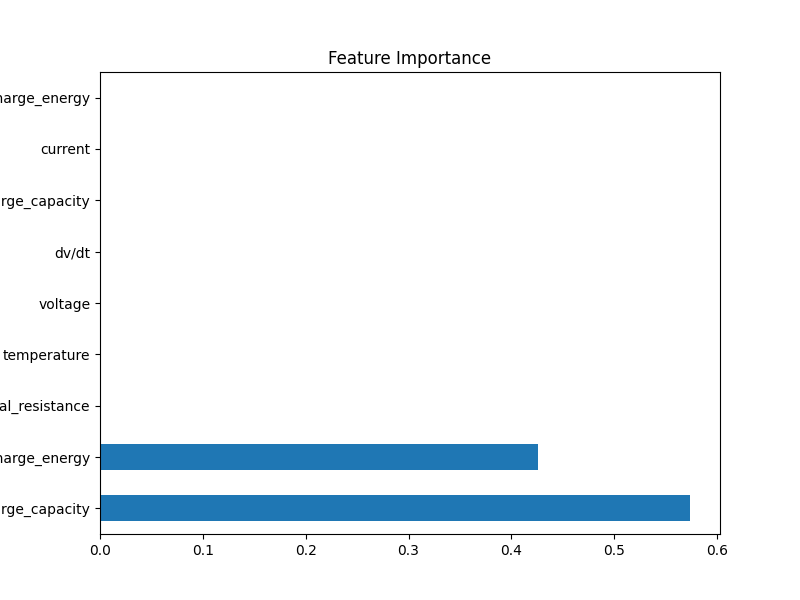 Feature Importance
harge_energy
current
rge_capacity
dv/dt
voltage
temperature
al_resistance
harge_energy
rge_capacity
0.0 0.1 0.2 0.3 0.4 0.5 0.6